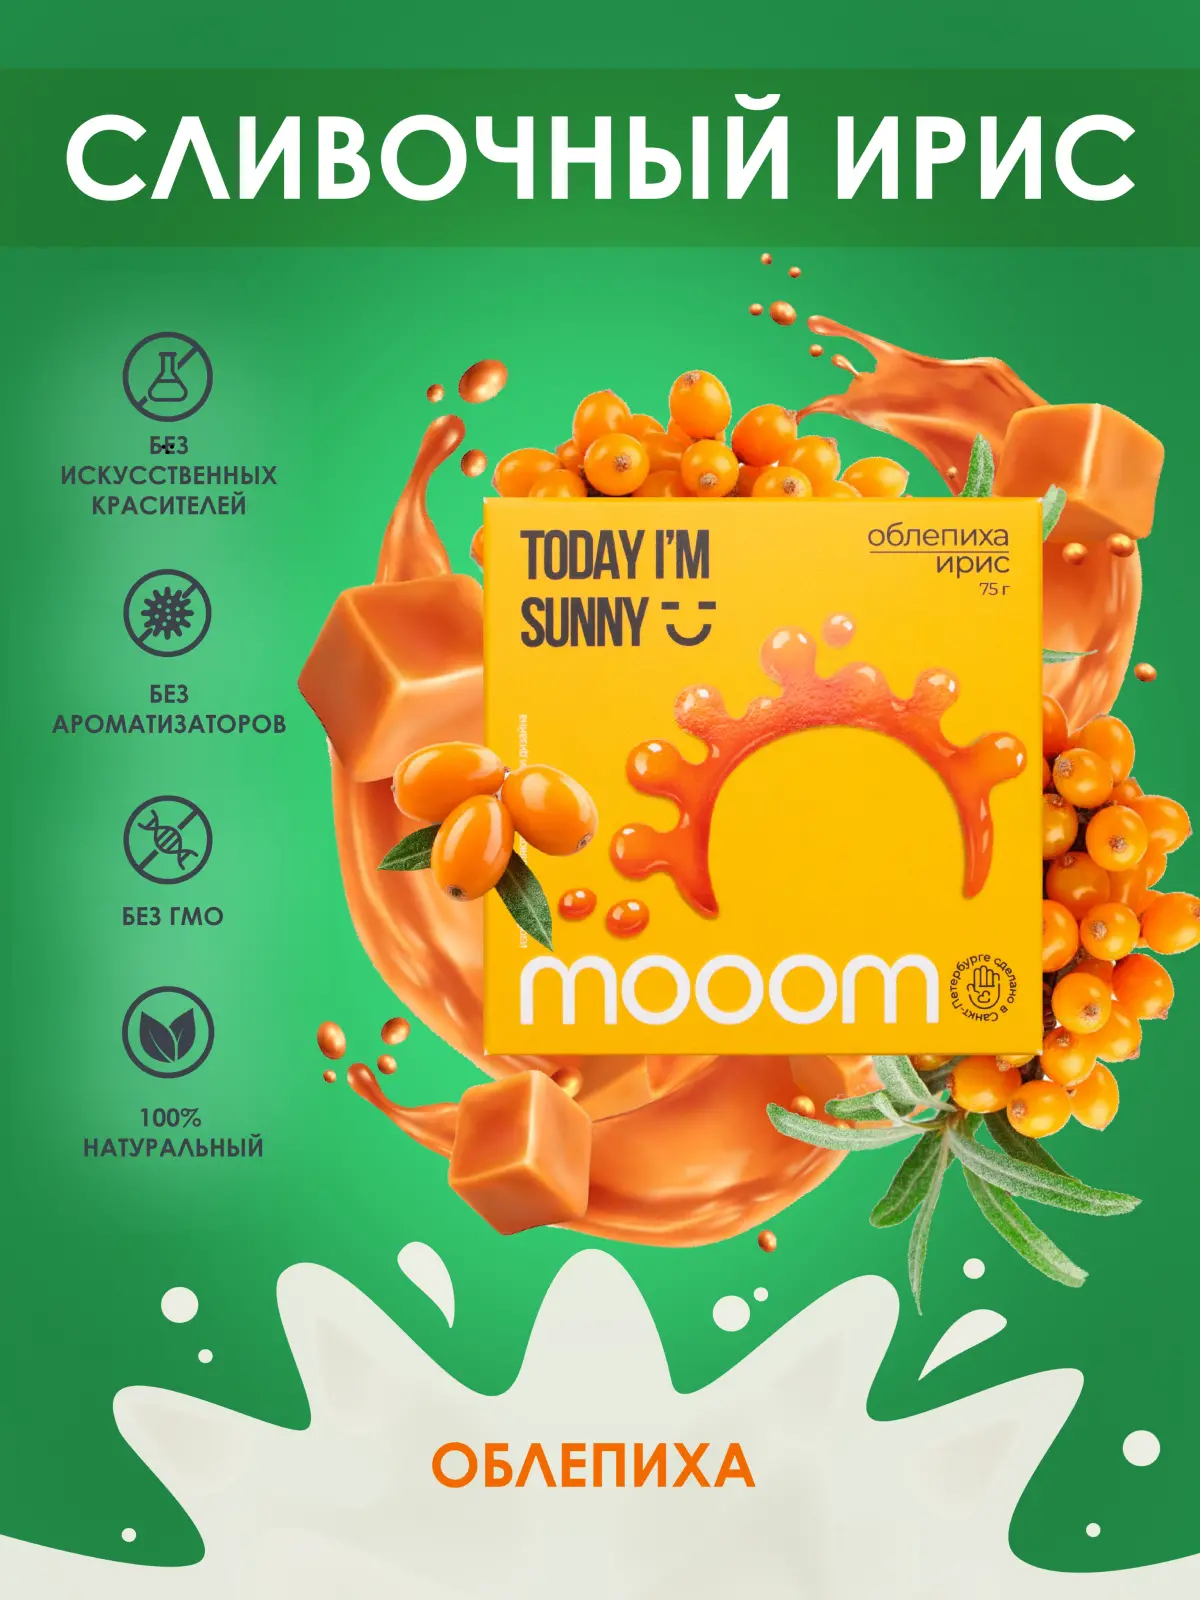 СЛИВОЧНЫЙ ИРИС
БЕЗ
ИСКУССТВЕННЫХ
КРАСИТЕЛЕЙ
БЕЗ
АРОМАТИЗАТОРОВ
БЕЗ ГМО
100%
НАТУРАЛЬНЫЙ
TODAY I'M
SUNNY
облепиха
ирис
75 г
дизайна
mooom
сделано в Санкт-Петербурге
ОБЛЕПИХА